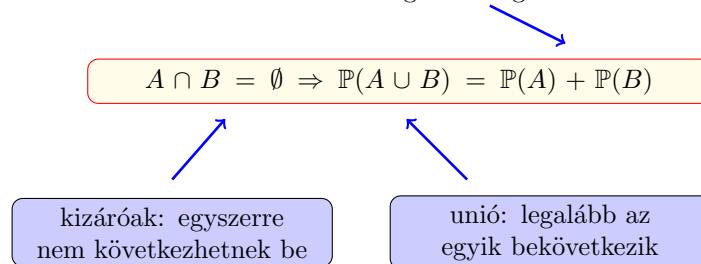 A ∩ B = ∅ ⇒ ℙ(A ∪ B) = ℙ(A) + ℙ(B)
kizáróak: egyszerre
nem következhetnek be
unió: legalább az
egyik bekövetkezik